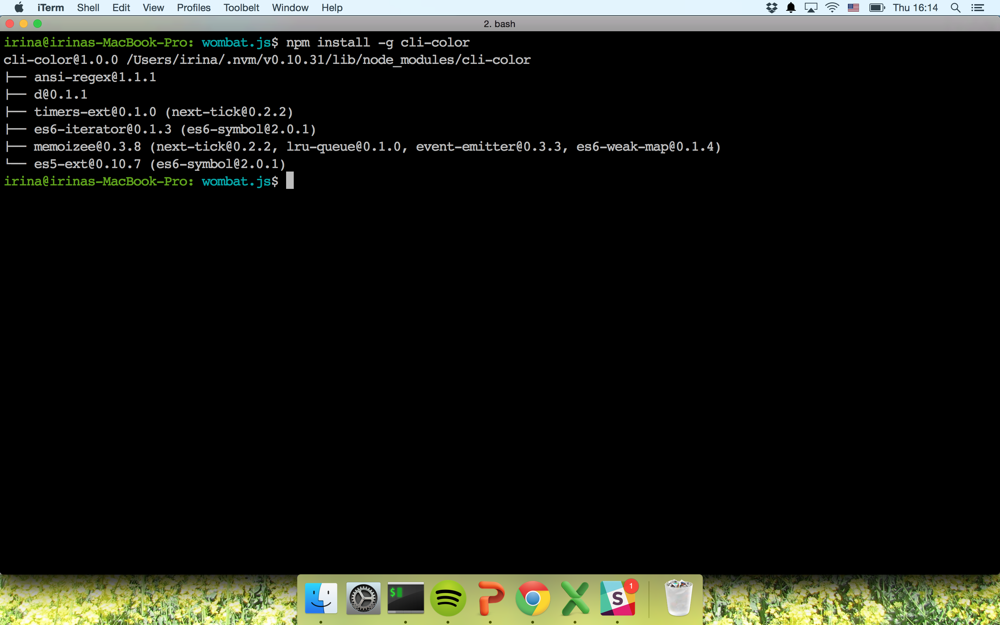 iTerm Shell Edit View Profiles Toolbelt Window Help Thu 16:14
2. bash
irina@irinas-MacBook-Pro: wombat.js$ npm install -g cli-color
cli-color@1.0.0 /Users/irina/.nvm/v0.10.31/lib/node_modules/cli-color
├── ansi-regex@1.1.1
├── d@0.1.1
├── timers-ext@0.1.0 (next-tick@0.2.2)
├── es6-iterator@0.1.3 (es6-symbol@2.0.1)
├── memoizee@0.3.8 (next-tick@0.2.2, lru-queue@0.1.0, event-emitter@0.3.3, es6-weak-map@0.1.4)
└── es5-ext@0.10.7 (es6-symbol@2.0.1)
irina@irinas-MacBook-Pro: wombat.js$
$
S
1